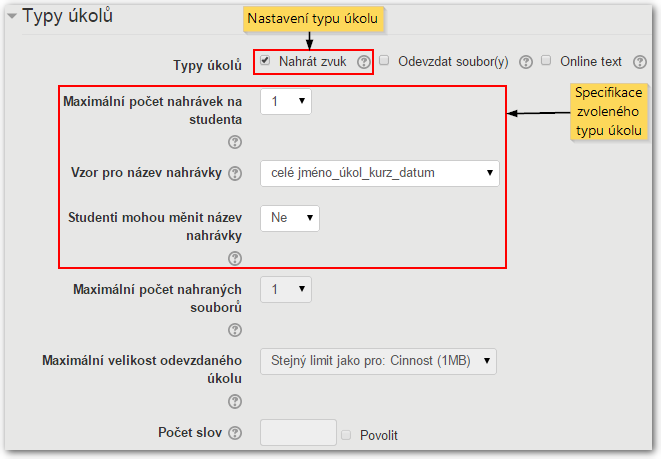 Typy úkolů
Nastavení typu úkolu
Typy úkolů Nahrát zvuk Odevzdat soubor(y) Online text
Specifikace
zvoleného
typu úkolu
Maximální počet nahrávek na
studenta
1
Vzor pro název nahrávky celé jméno_úkol_kurz_datum
Studenti mohou měnit název
nahrávky
Ne
Maximální počet nahraných
souborů
1
Maximální velikost odevzdaného
úkolu
Stejný limit jako pro: Cinnost (1MB)
Počet slov Povolit